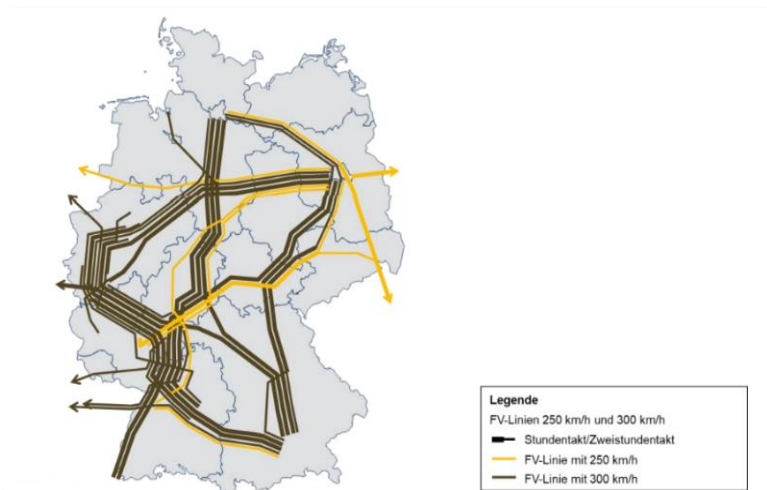 Legende
FV-Linien 250 km/h und 300 km/h
Stundentakt/Zweistundentakt
FV-Linie mit 250 km/h
FV-Linie mit 300 km/h